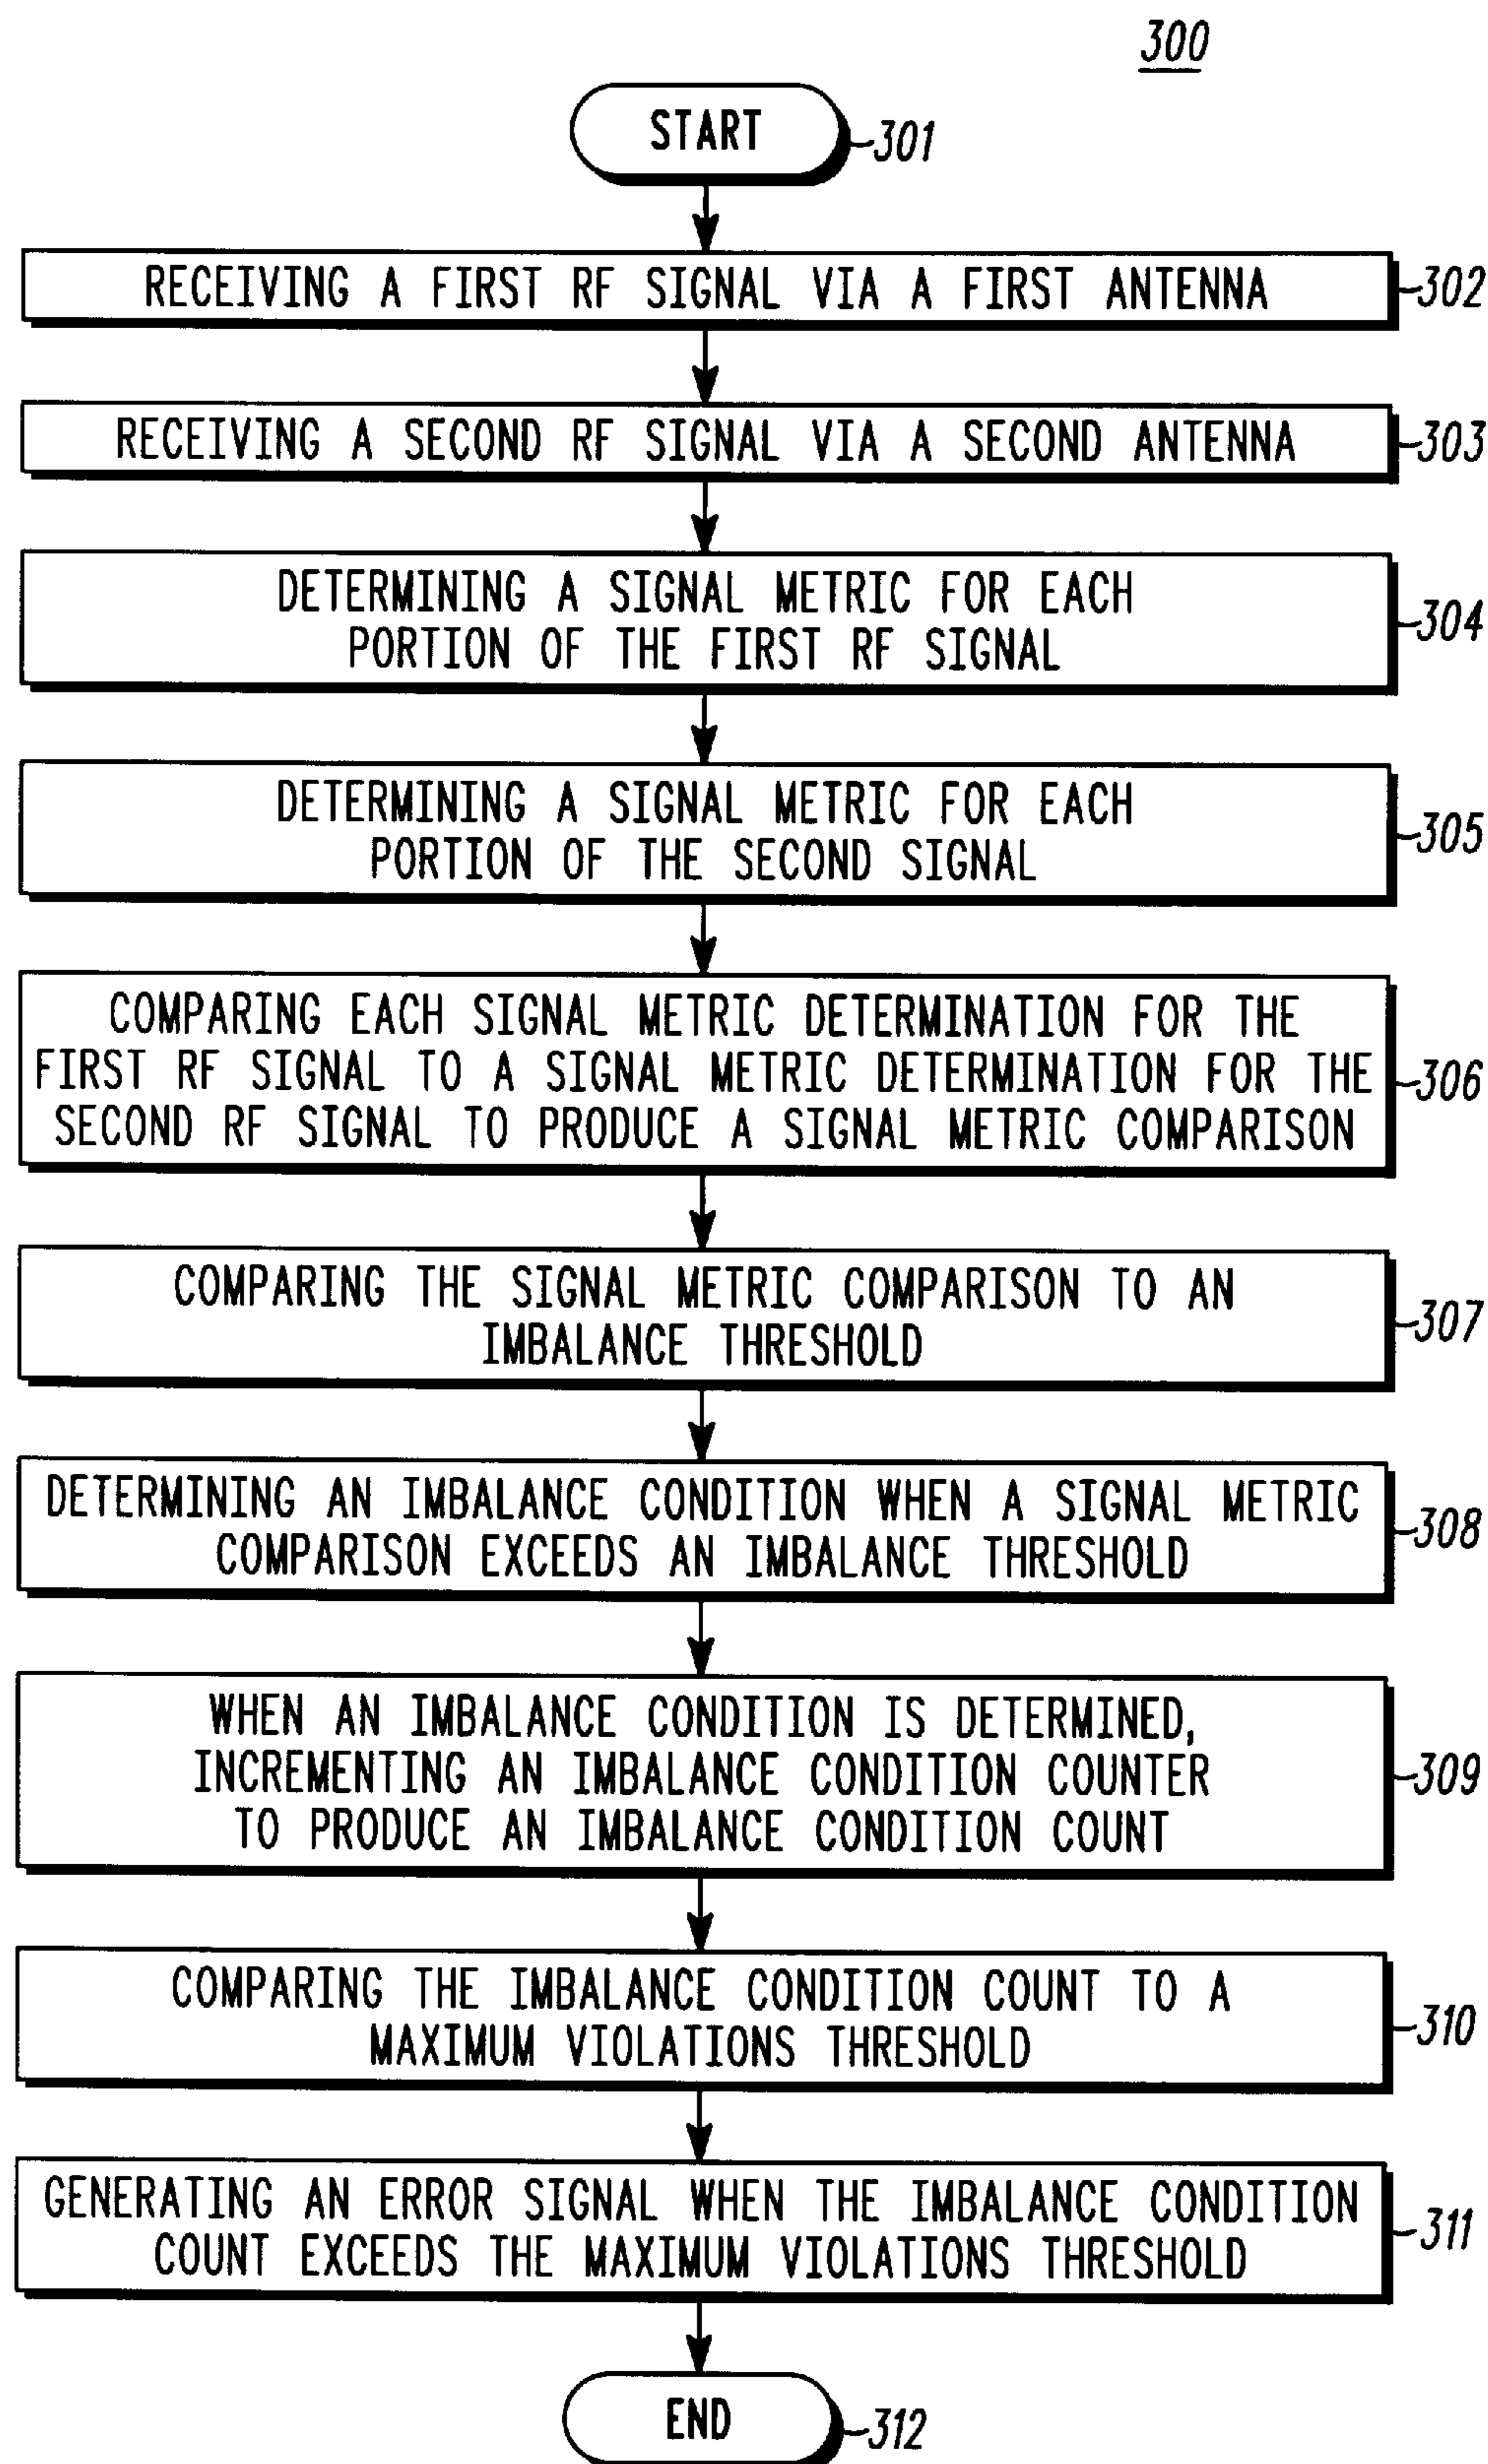 300
START
301
RECEIVING A FIRST RF SIGNAL VIA A FIRST ANTENNA
302
RECEIVING A SECOND RF SIGNAL VIA A SECOND ANTENNA
303
DETERMINING A SIGNAL METRIC FOR EACH
PORTION OF THE FIRST RF SIGNAL
304
DETERMINING A SIGNAL METRIC FOR EACH
PORTION OF THE SECOND SIGNAL
305
COMPARING EACH SIGNAL METRIC DETERMINATION FOR THE
FIRST RF SIGNAL TO A SIGNAL METRIC DETERMINATION FOR THE
SECOND RF SIGNAL TO PRODUCE A SIGNAL METRIC COMPARISON
306
COMPARING THE SIGNAL METRIC COMPARISON TO AN
IMBALANCE THRESHOLD
307
DETERMINING AN IMBALANCE CONDITION WHEN A SIGNAL METRIC
COMPARISON EXCEEDS AN IMBALANCE THRESHOLD
308
WHEN AN IMBALANCE CONDITION IS DETERMINED,
INCREMENTING AN IMBALANCE CONDITION COUNTER
TO PRODUCE AN IMBALANCE CONDITION COUNT
309
COMPARING THE IMBALANCE CONDITION COUNT TO A
MAXIMUM VIOLATIONS THRESHOLD
310
GENERATING AN ERROR SIGNAL WHEN THE IMBALANCE CONDITION
COUNT EXCEEDS THE MAXIMUM VIOLATIONS THRESHOLD
311
END
312